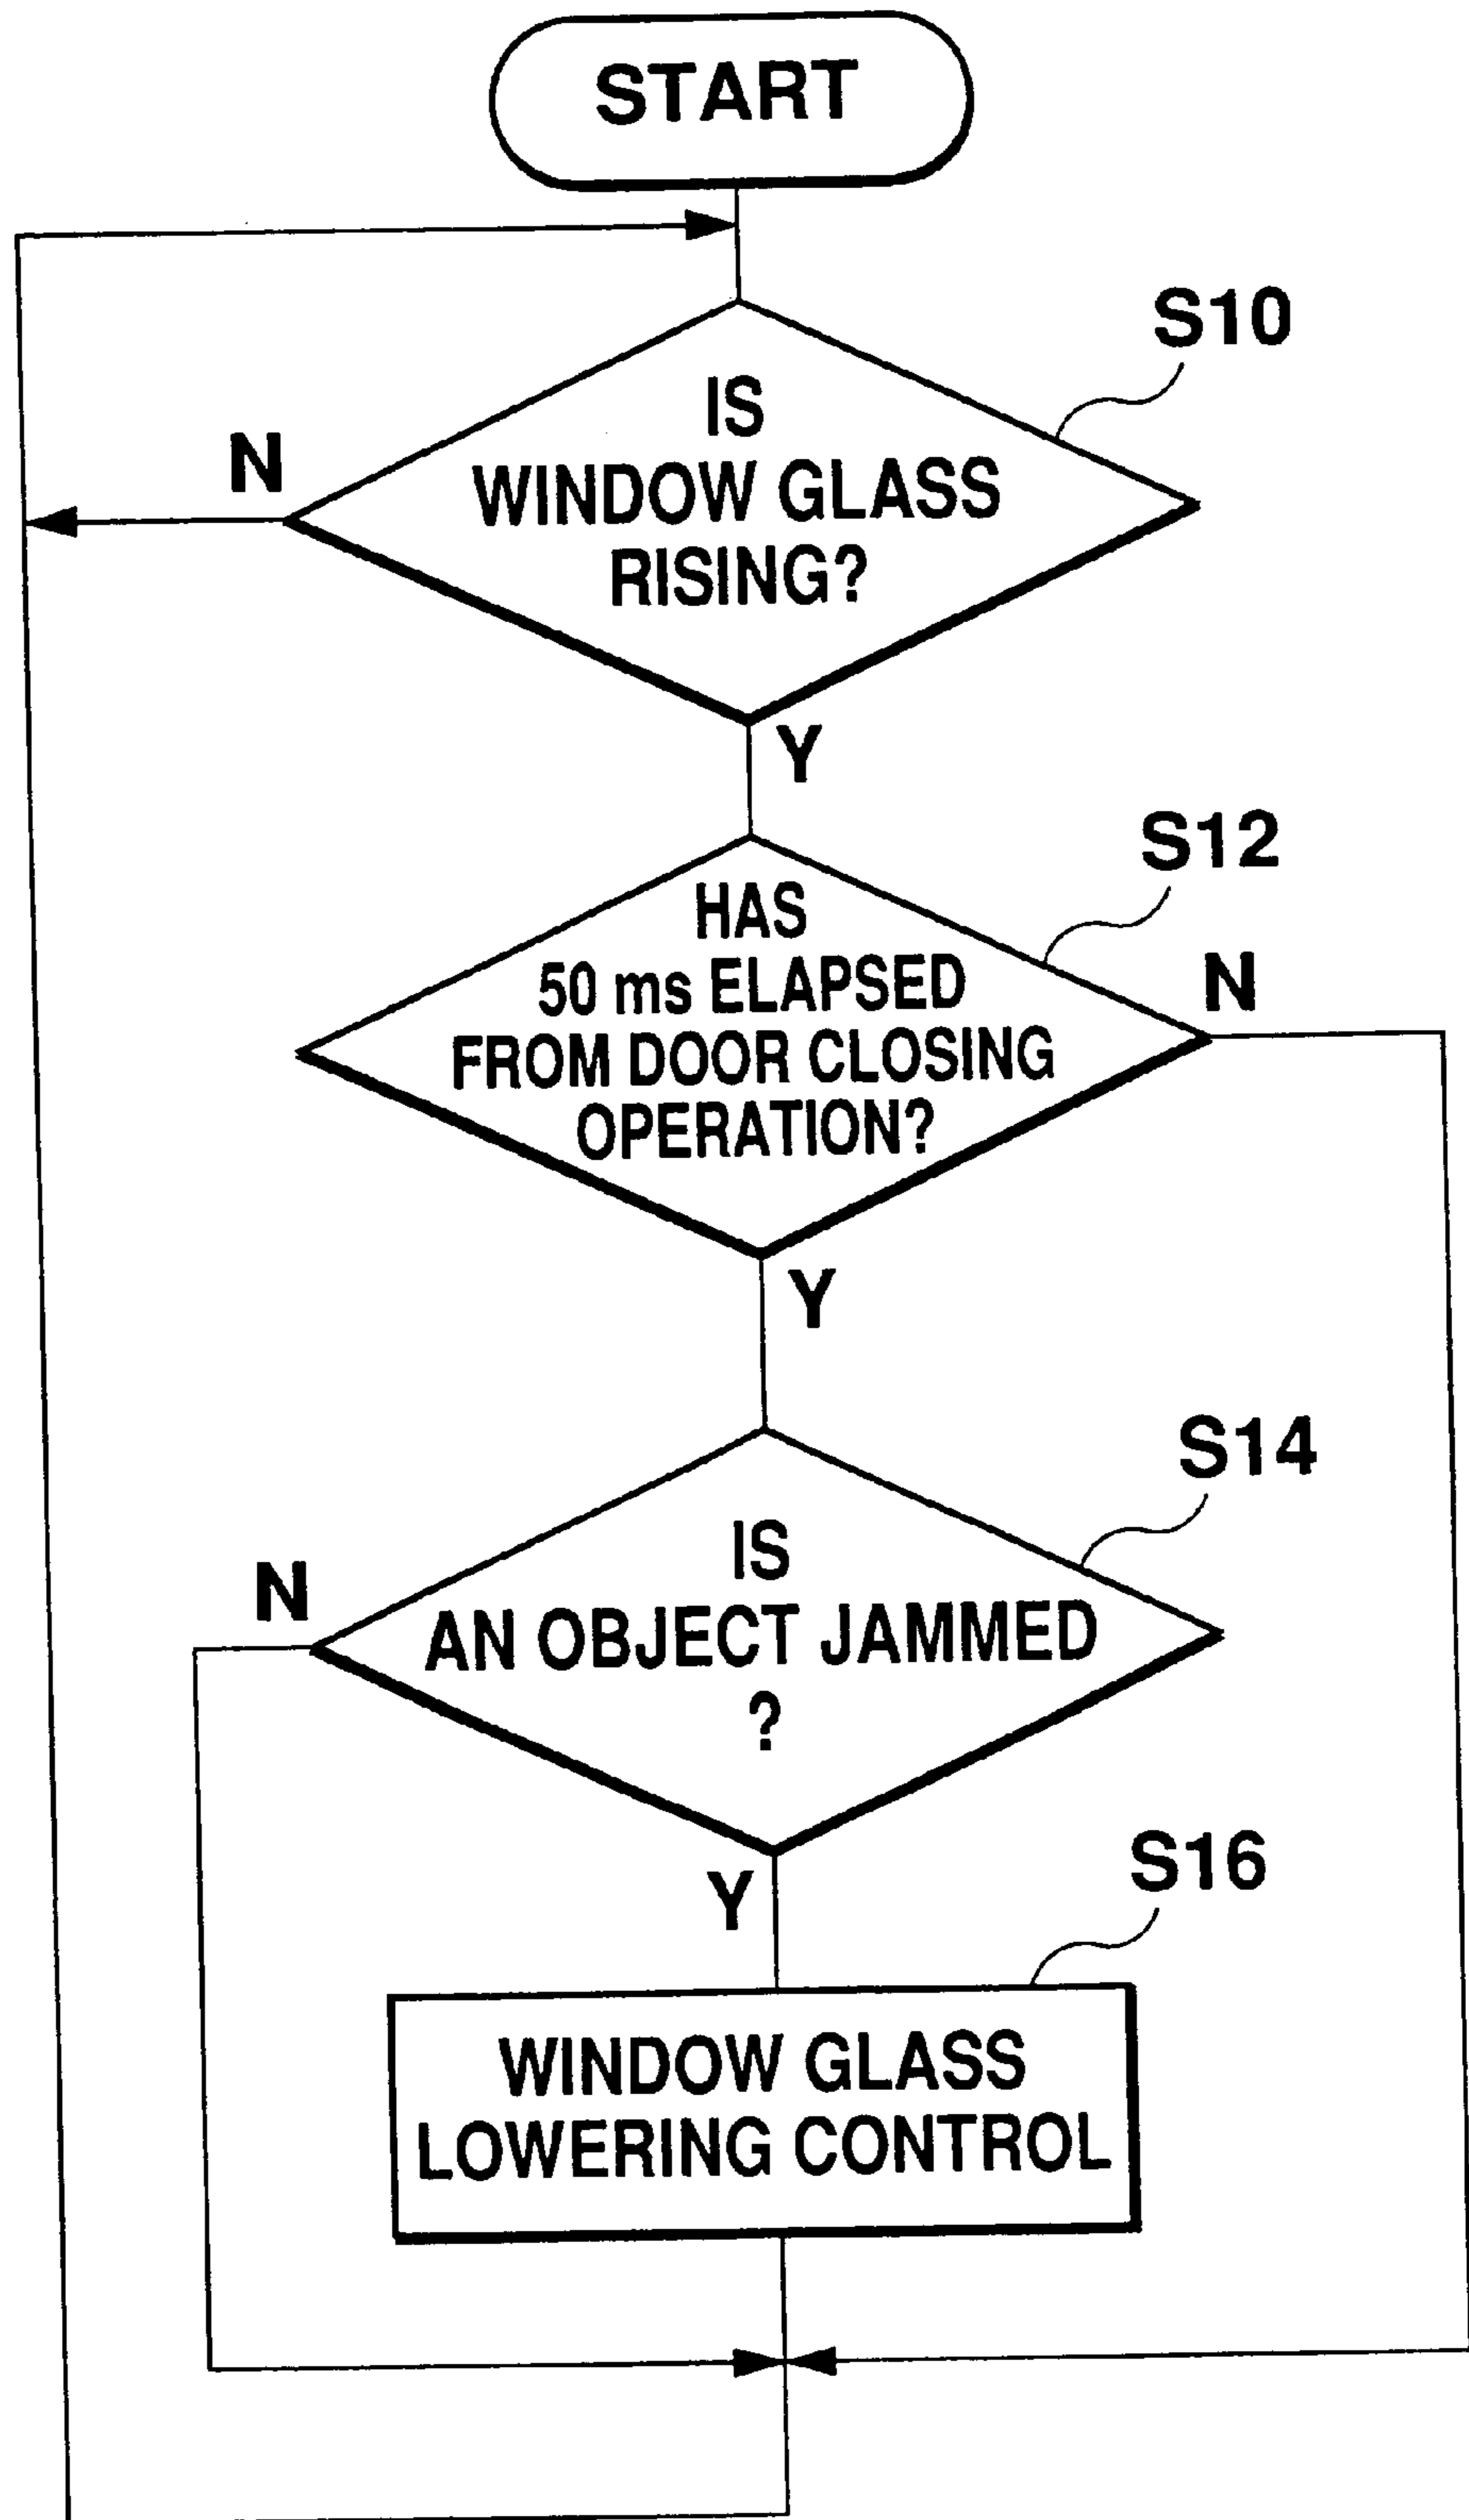 START
S10
IS
N
WINDOW GLASS
RISING?
Y
S12
HAS
N
50 ms ELAPSED
FROM DOOR CLOSING
OPERATION?
Y
S14
IS
N
AN OBJECT JAMMED
?
S16
Y
WINDOW GLASS
LOWERING CONTROL